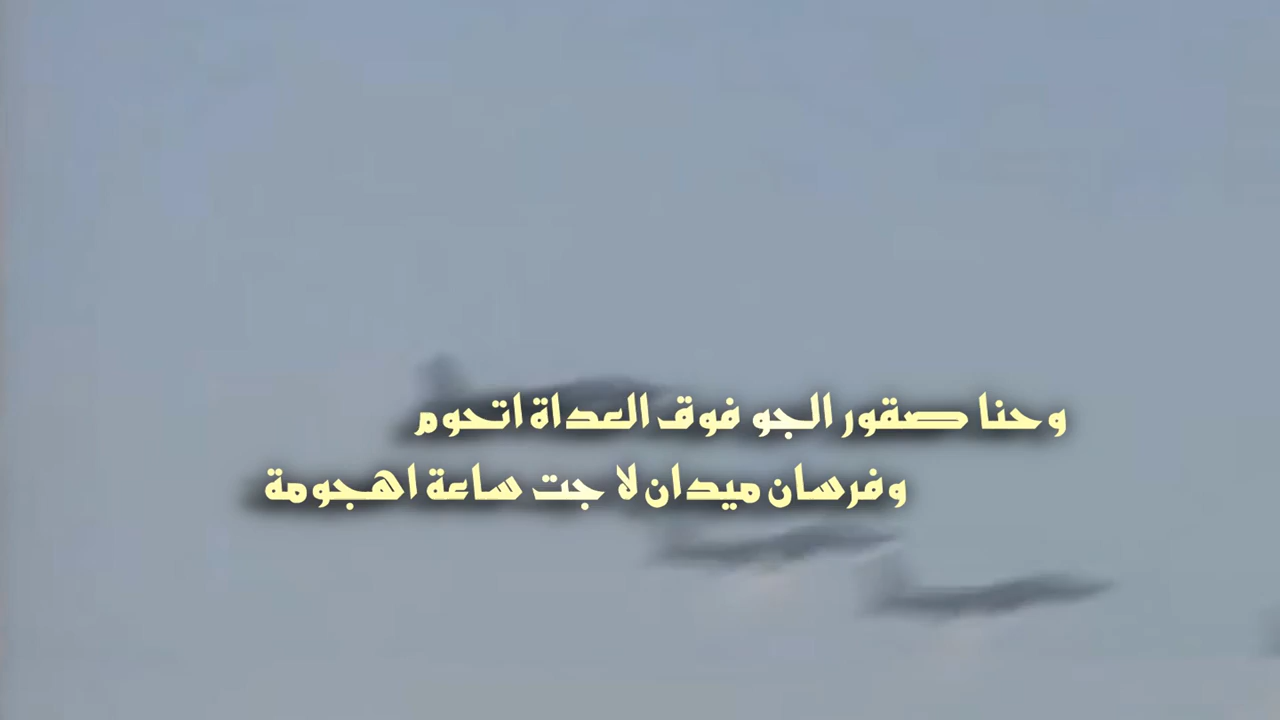 وحنا صقور الجو فوق العداة اتحوم
وفرسان ميدان لا جت ساعة اهجومة